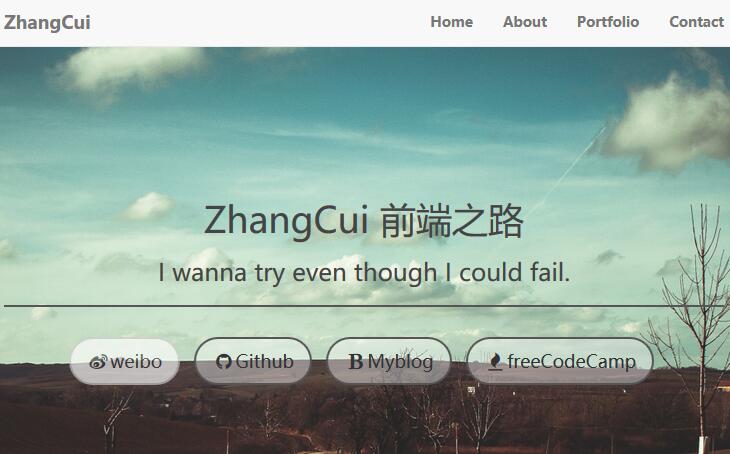 ZhangCui Home About Portfolio Contact
ZhangCui 前端之路
I wanna try even though I could fail.
weibo Github B Myblog freeCodeCamp